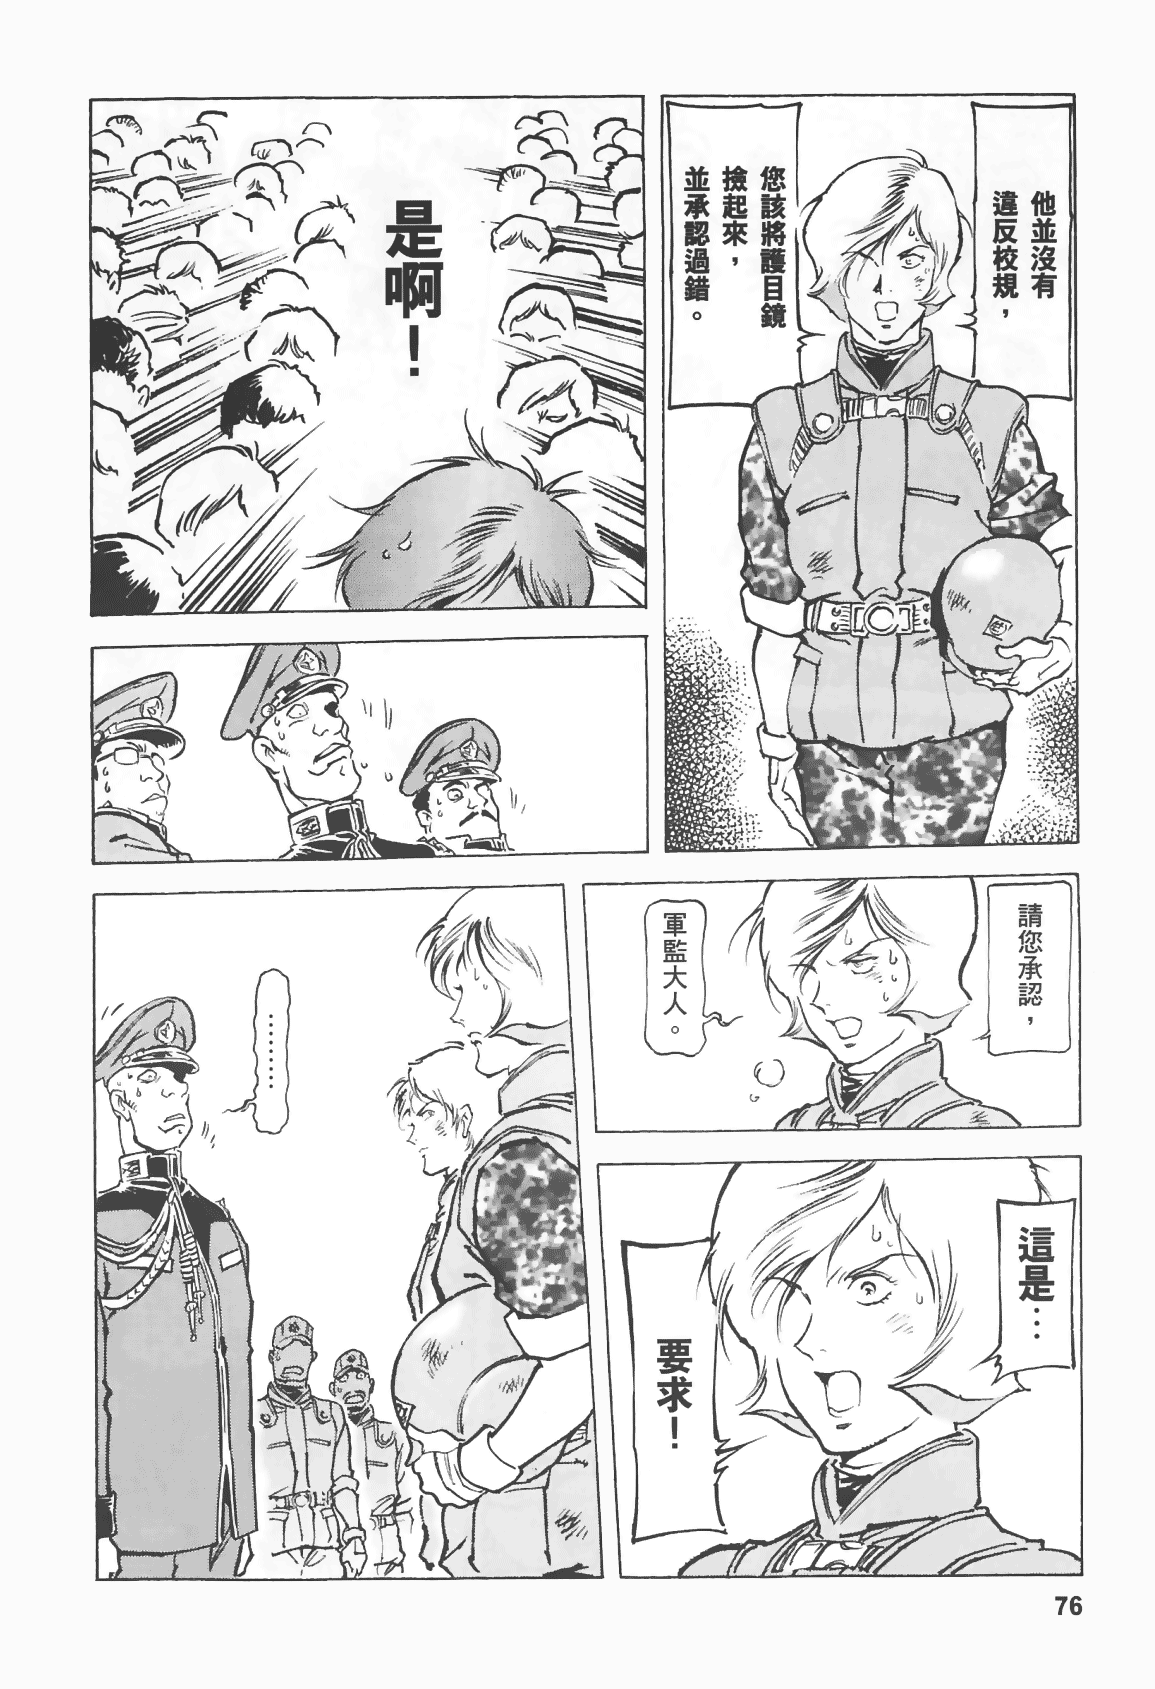 他並沒有
違反校規，
您該將護目鏡
撿起來，
並承認過錯。
是啊！
請您承認，
軍監大人。
這是…
要求！
………
76